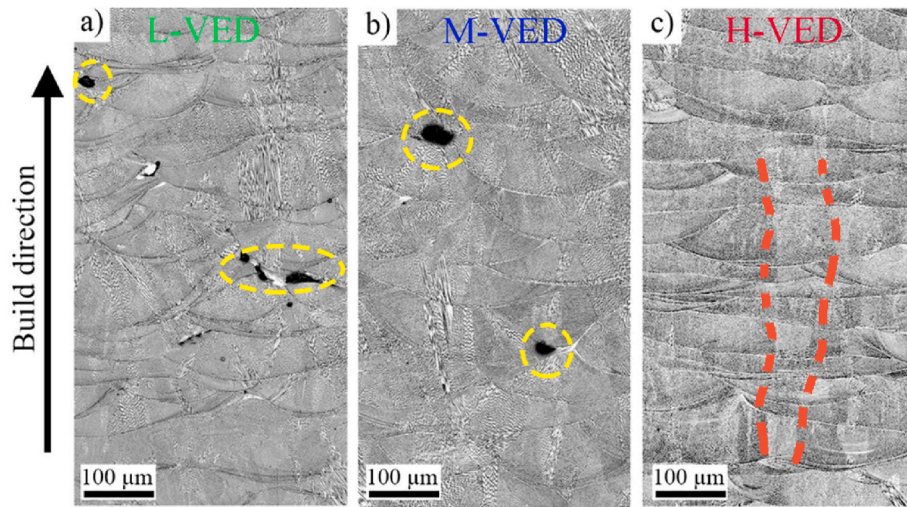 a) L-VED
b) M-VED
c) H-VED
Build direction
100 μm
100 μm
100 μm